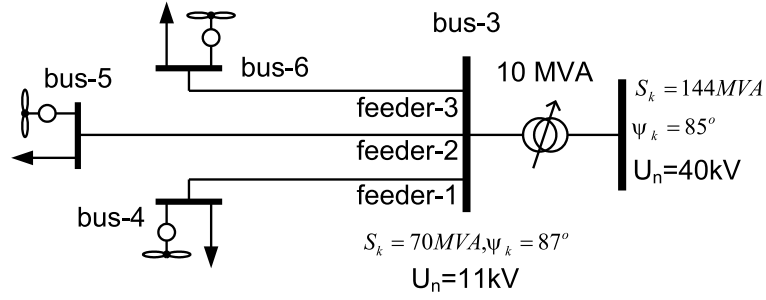 bus-3
bus-6
10 MVA
bus-5
S_k = 144MVA
feeder-3
ψ_k = 85°
feeder-2
U_n=40kV
feeder-1
bus-4
S_k = 70MVA,ψ_k = 87°
U_n=11kV